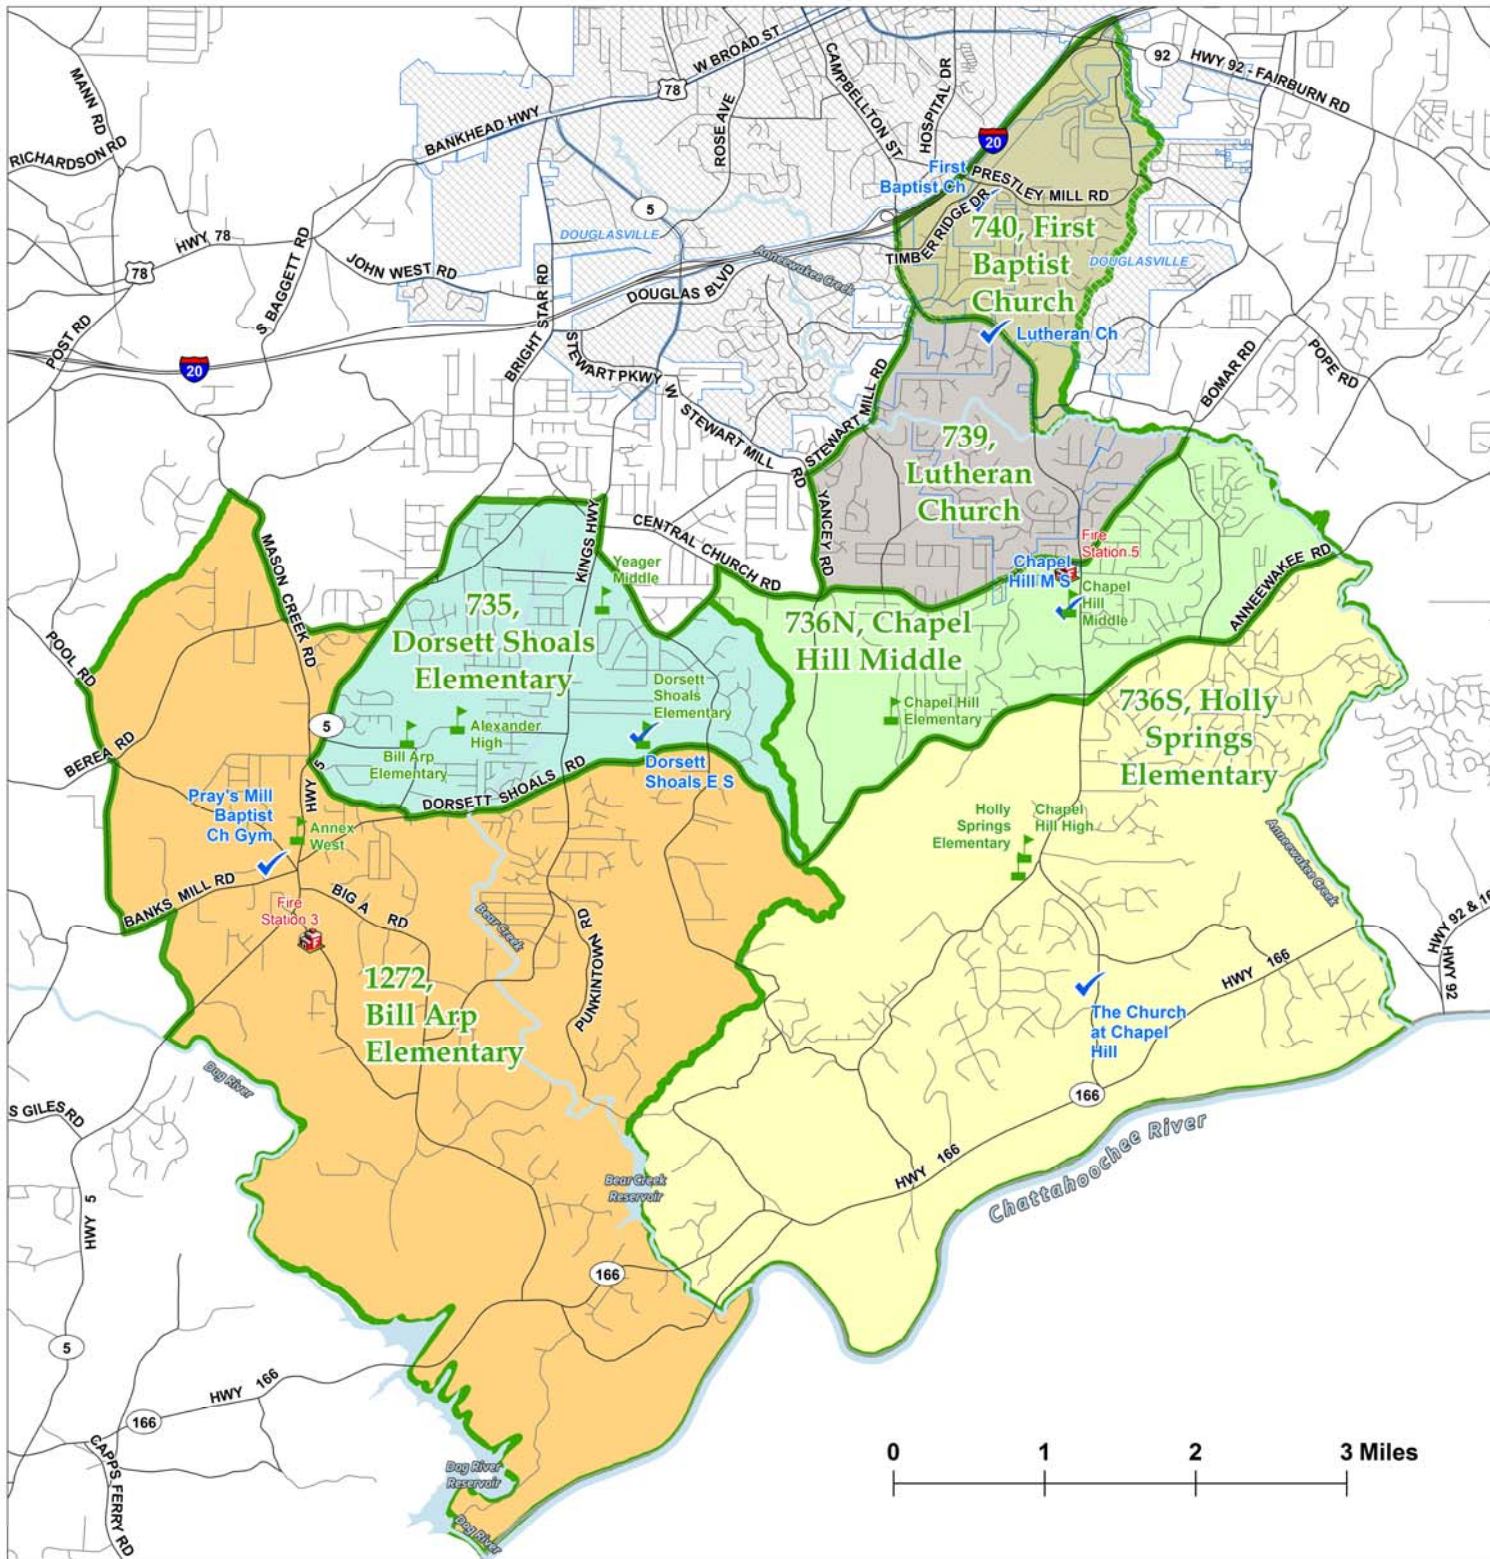 MANN RD
RICHARDSON RD
BANKHEAD HWY
78
W BROAD ST
ROSE AVE
CAMPBELLTON ST
HOSPITAL DR
92
HWY 92 - FAIRBURN RD
20
First
Baptist Ch
PRESTLEY MILL RD
TIMBER RIDGE DR
740, First
Baptist
Church
DOUGLASVILLE
5
DOUGLASVILLE
Anneewakee Creek
HWY 78
78
S BAGGETT RD
JOHN WEST RD
BRIGHT STAR RD
DOUGLAS BLVD
POST RD
20
STEWART PKWY
W STEWART MILL RD
STEWART MILL RD
Lutheran Ch
BOMAR RD
POPE RD
739,
Lutheran
Church
YANCEY RD
CENTRAL CHURCH RD
KINGS HWY
MASON CREEK RD
Yeager
Middle
Fire
Station 5
Chapel
Hill M S
Chapel
Hill
Middle
ANNEEWAKEE RD
735,
Dorsett Shoals
Elementary
736N, Chapel
Hill Middle
POOL RD
BEREA RD
5
HWY 5
Bill Arp
Elementary
Alexander
High
Dorsett
Shoals
Elementary
Dorsett
Shoals E S
DORSETT SHOALS RD
Chapel Hill
Elementary
736S, Holly
Springs
Elementary
Pray's Mill
Baptist
Ch Gym
Annex
West
Holly
Springs
Elementary
Chapel
Hill High
Anneewakee Creek
BANKS MILL RD
Fire
Station 3
BIG A RD
Bear Creek
PUNKINTOWN RD
1272,
Bill Arp
Elementary
HWY 92 & 16
HWY 92
HWY 166
The Church
at Chapel
Hill
166
Dog River
S GILES RD
HWY 5
HWY 166
Chattahoochee River
Bear Creek
Reservoir
166
5
HWY 166
166
CAPPS FERRY RD
Dog River
Reservoir
Dog River
0 1 2 3 Miles